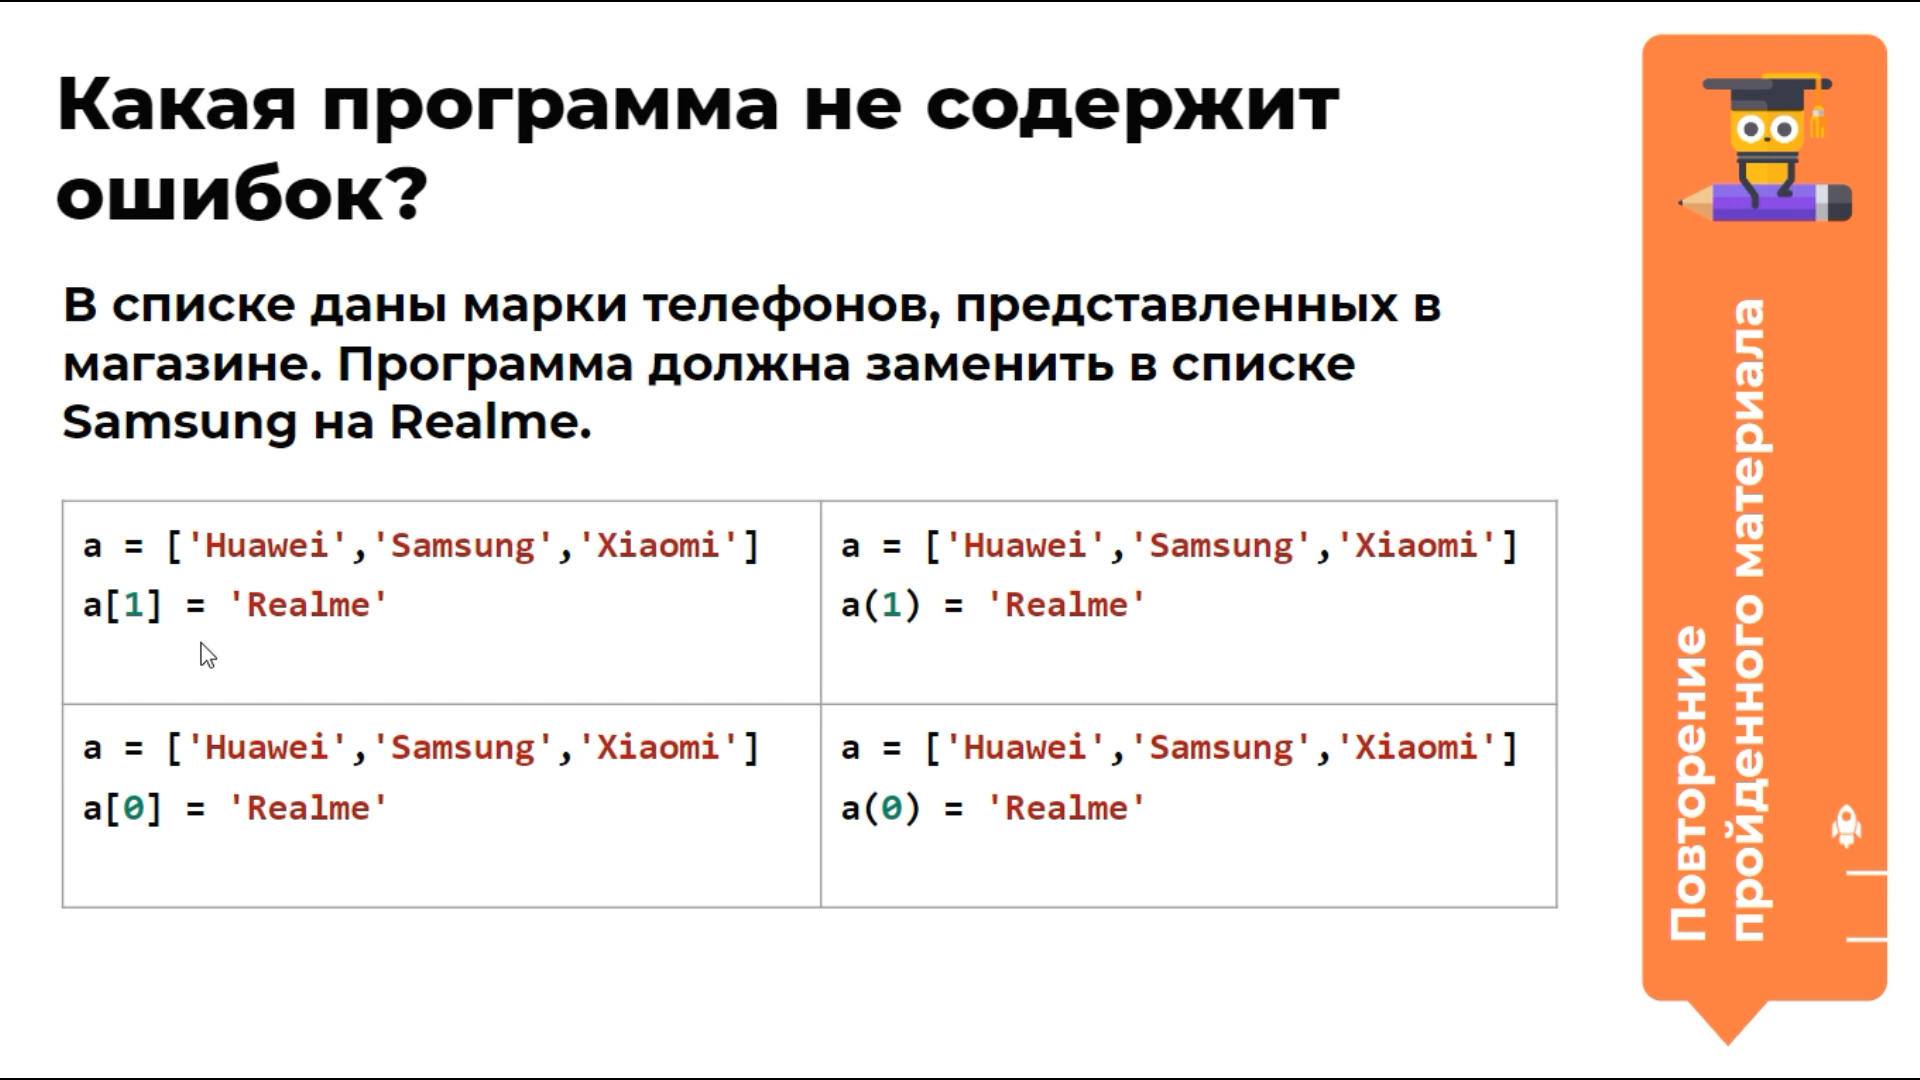 Какая программа не содержит
ошибок?
В списке даны марки телефонов, представленных в
магазине. Программа должна заменить в списке
Samsung на Realme.
a = ['Huawei','Samsung','Xiaomi']
a[1] = 'Realme'
a = ['Huawei','Samsung','Xiaomi']
a(1) = 'Realme'
a = ['Huawei','Samsung','Xiaomi']
a[0] = 'Realme'
a = ['Huawei','Samsung','Xiaomi']
a(0) = 'Realme'
Повторение
пройденного материала